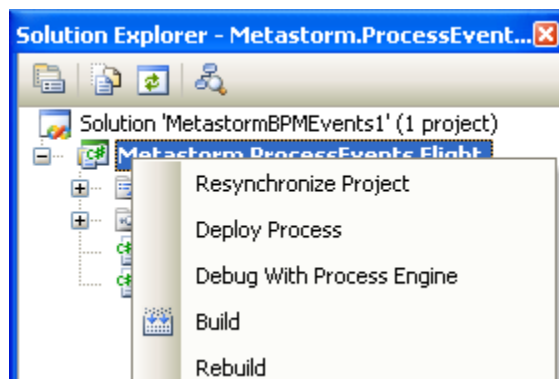 Solution Explorer - Metastorm.ProcessEvent...
Solution 'MetastormBPMEvents1' (1 project)
Metastorm.ProcessEvents.Flight
Resynchronize Project
Deploy Process
Debug With Process Engine
Build
Rebuild